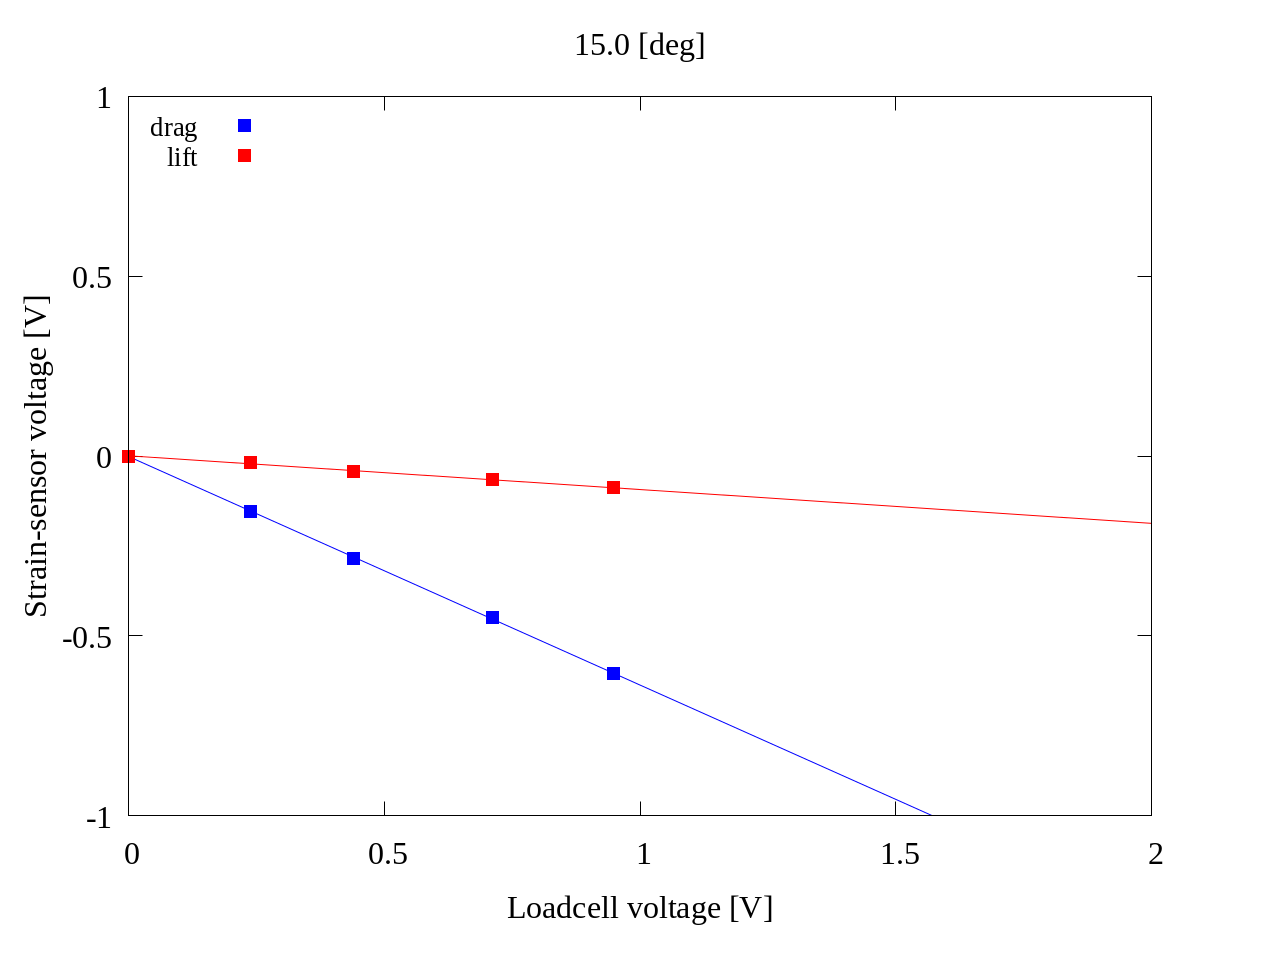 15.0 [deg]
drag
lift
1
0.5
0
-0.5
-1
Strain-sensor voltage [V]
0 0.5 1 1.5 2
Loadcell voltage [V]